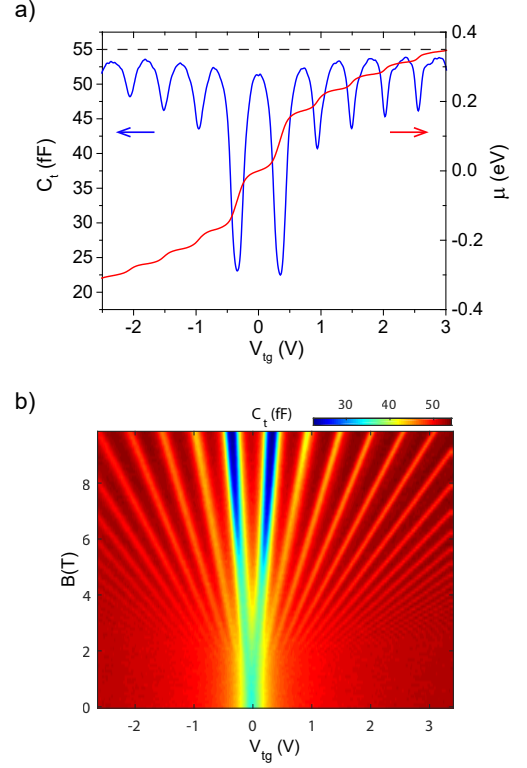 a)
55
50
45
40
35
30
25
20
C_t (fF)
0.4
0.2
0.0
-0.2
-0.4
μ (eV)
-2 -1 0 1 2 3
V_tg (V)
b)
C_t (fF)
30 40 50
8
6
4
2
0
B(T)
-2 -1 0 1 2 3
V_tg (V)